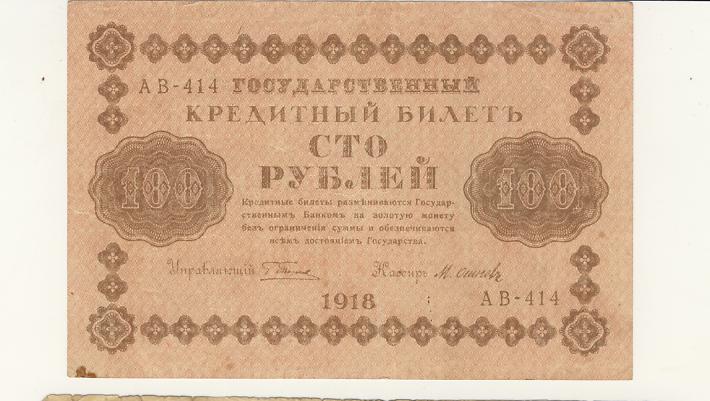 АВ-414 ГОСУДАРСТВЕННЫЙ
КРЕДИТНЫЙ БИЛЕТЪ
СТО
РУБЛЕЙ
100 100
Кредитные билеты размѣниваются Государ-
ственнымъ Банкомъ на золотую монету
безъ ограниченія суммы и обезпечиваются
всѣмъ достояніемъ Государства.
Управляющій Кассиръ
1918 АВ-414